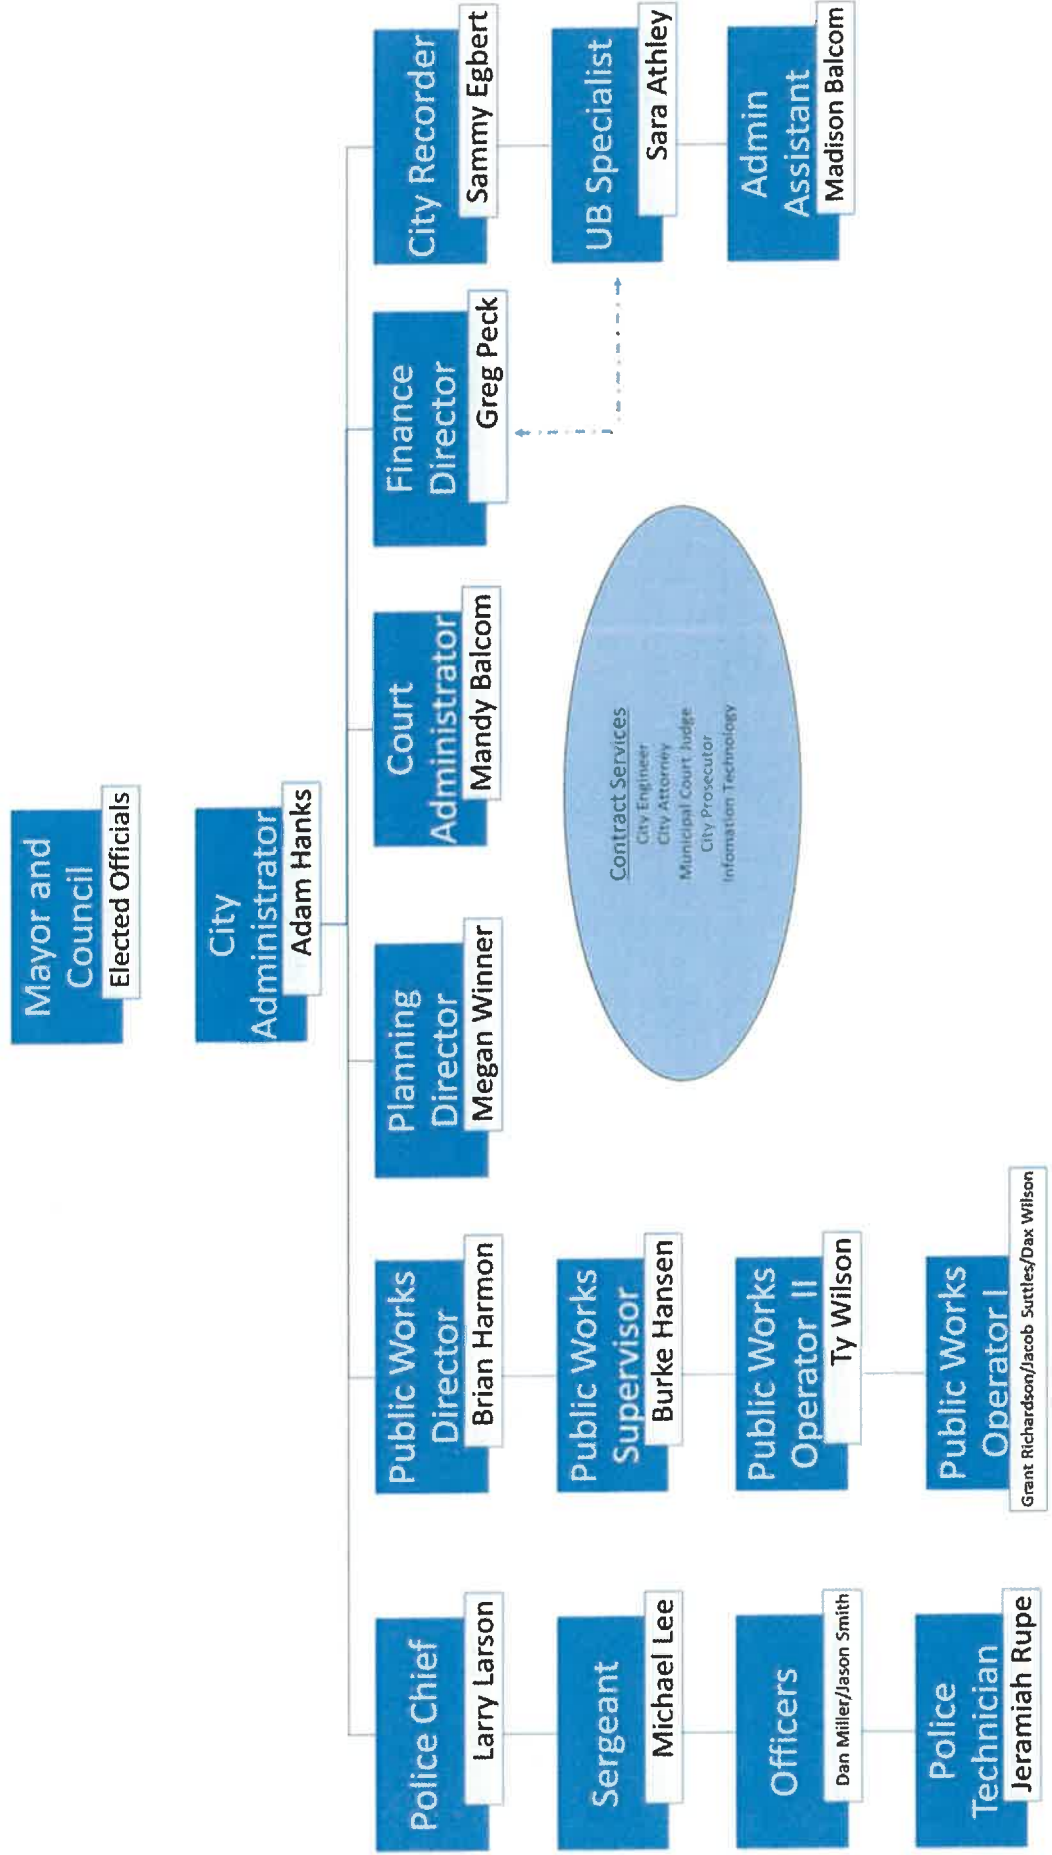 Mayor and
Council
Elected Officials
City
Administrator
Adam Hanks
Police Chief
Larry Larson
Sergeant
Michael Lee
Officers
Dan Miller/Jason Smith
Police
Technician
Jeramiah Rupe
Public Works
Director
Brian Harmon
Public Works
Supervisor
Burke Hansen
Public Works
Operator II
Ty Wilson
Public Works
Operator I
Grant Richardson/Jacob Suttles/Dax Wilson
Planning
Director
Megan Winner
Court
Administrator
Mandy Balcom
Finance
Director
Greg Peck
City Recorder
Sammy Egbert
UB Specialist
Sara Athley
Admin
Assistant
Madison Balcom
Contract Services
City Engineer
City Attorney
Municipal Court Judge
City Prosecutor
Infomation Technology